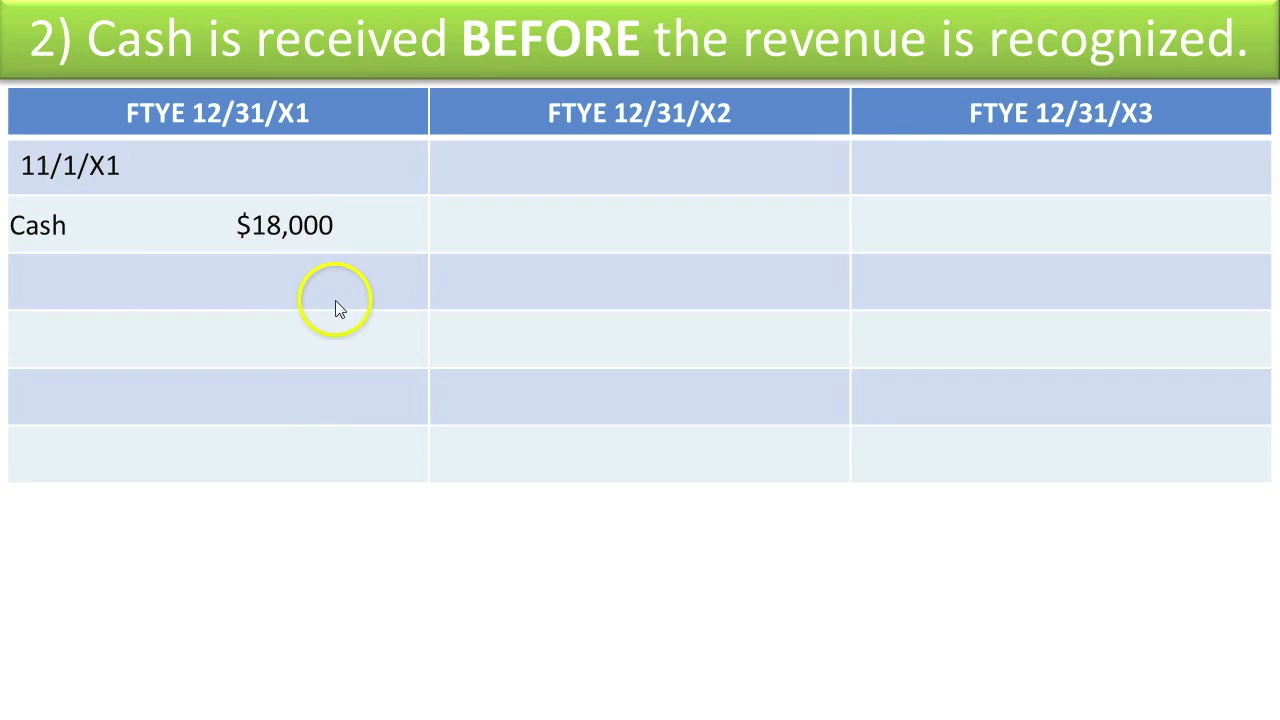 2) Cash is received BEFORE the revenue is recognized.
FTYE 12/31/X1 FTYE 12/31/X2 FTYE 12/31/X3
11/1/X1
Cash $18,000